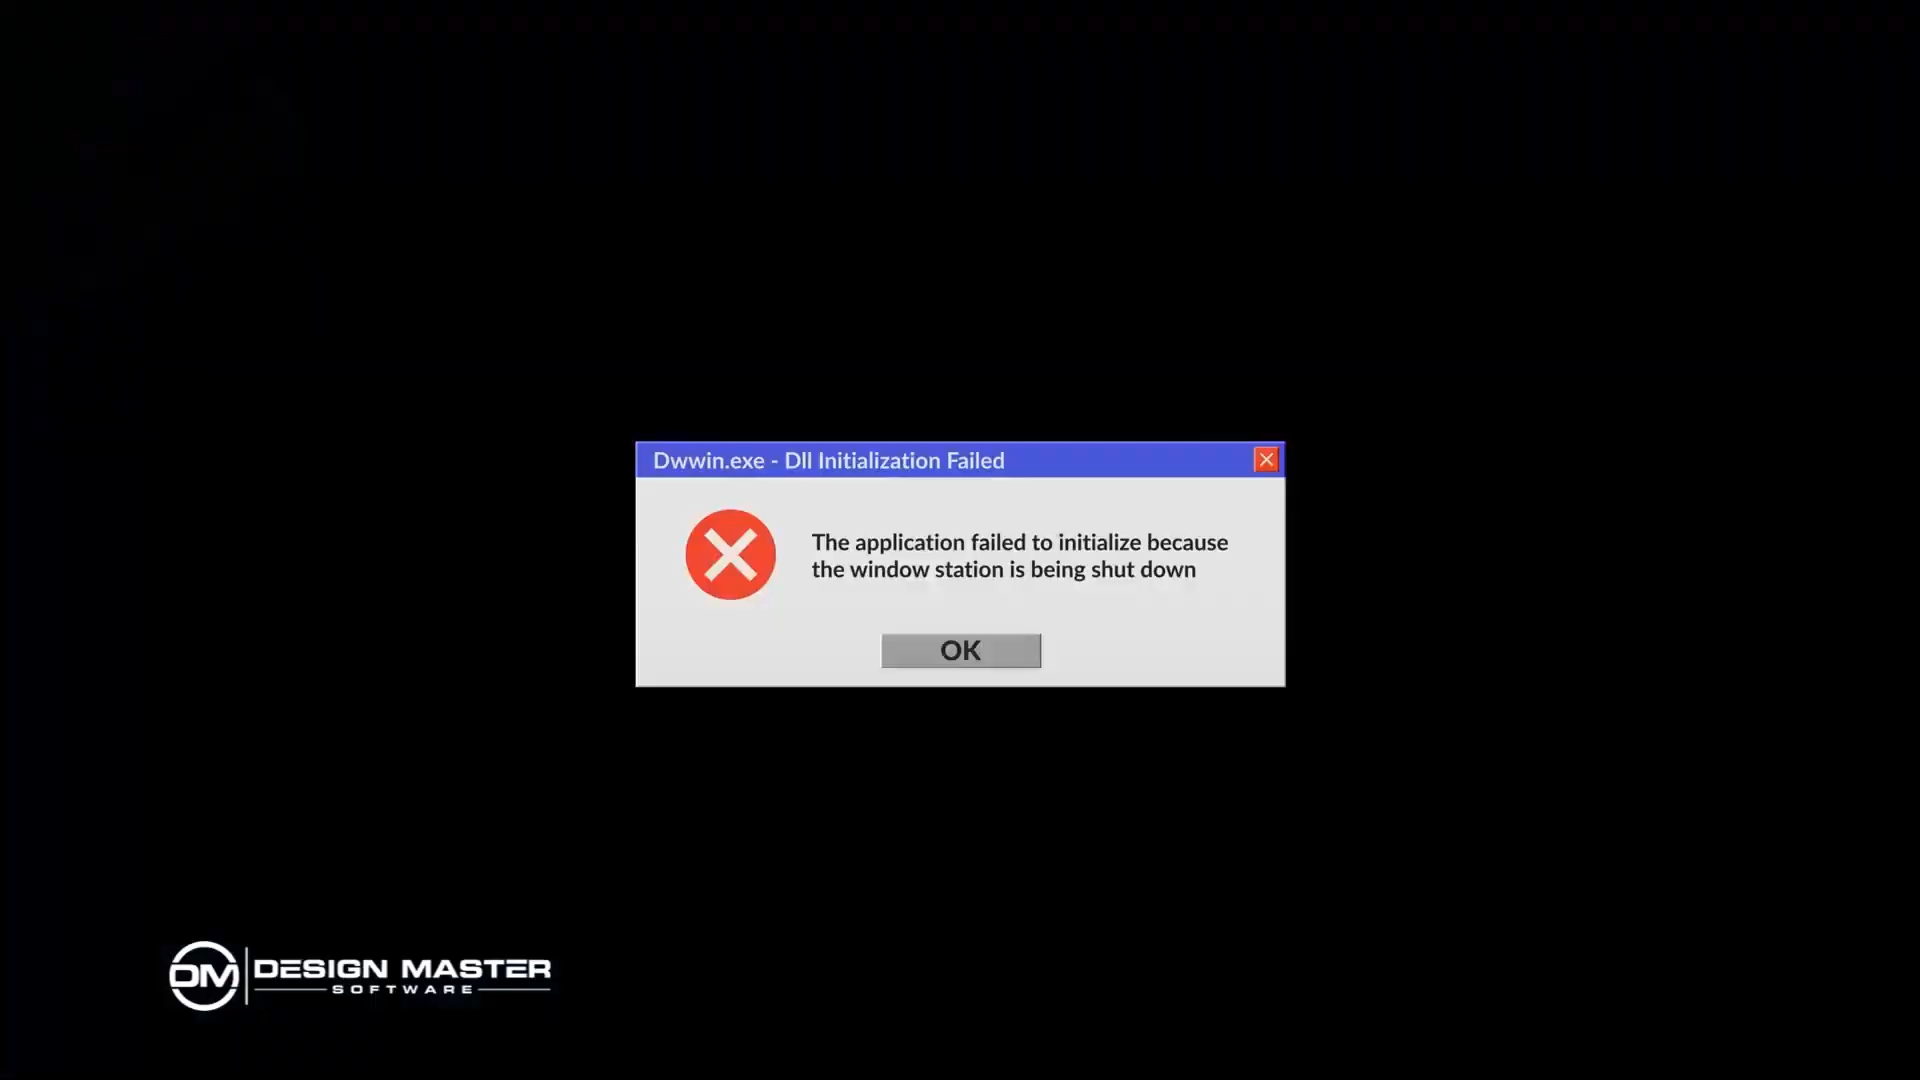 Dwwin.exe - Dll Initialization Failed
The application failed to initialize because
the window station is being shut down
OK
DM DESIGN MASTER
SOFTWARE